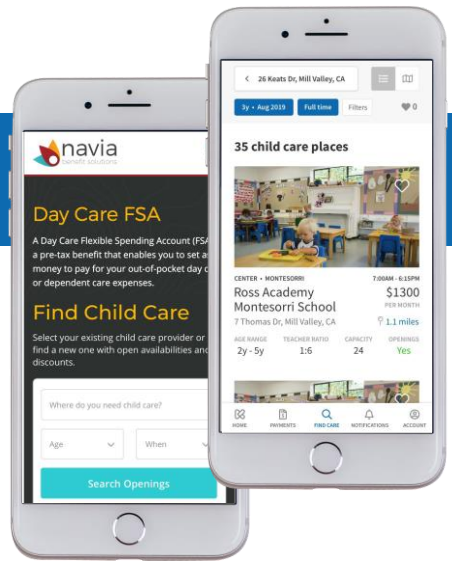 navia
benefit solutions
Day Care FSA
A Day Care Flexible Spending Account (FSA
a pre-tax benefit that enables you to set as
money to pay for your out-of-pocket day c
or dependent care expenses.
Find Child Care
Select your existing child care provider or
find a new one with open availabilities and
discounts.
Where do you need child care?
Age
When
Search Openings
26 Keats Dr, Mill Valley, CA
3y • Aug 2019
Full time
Filters
0
35 child care places
CENTER • MONTESORRI
7:00AM - 6:15PM
Ross Academy
Montesorri School
$1300
PER MONTH
7 Thomas Dr, Mill Valley, CA
1.1 miles
AGE RANGE
TEACHER RATIO
CAPACITY
OPENINGS
2y - 5y
1:6
24
Yes
HOME
PAYMENTS
FIND CARE
NOTIFICATIONS
ACCOUNT